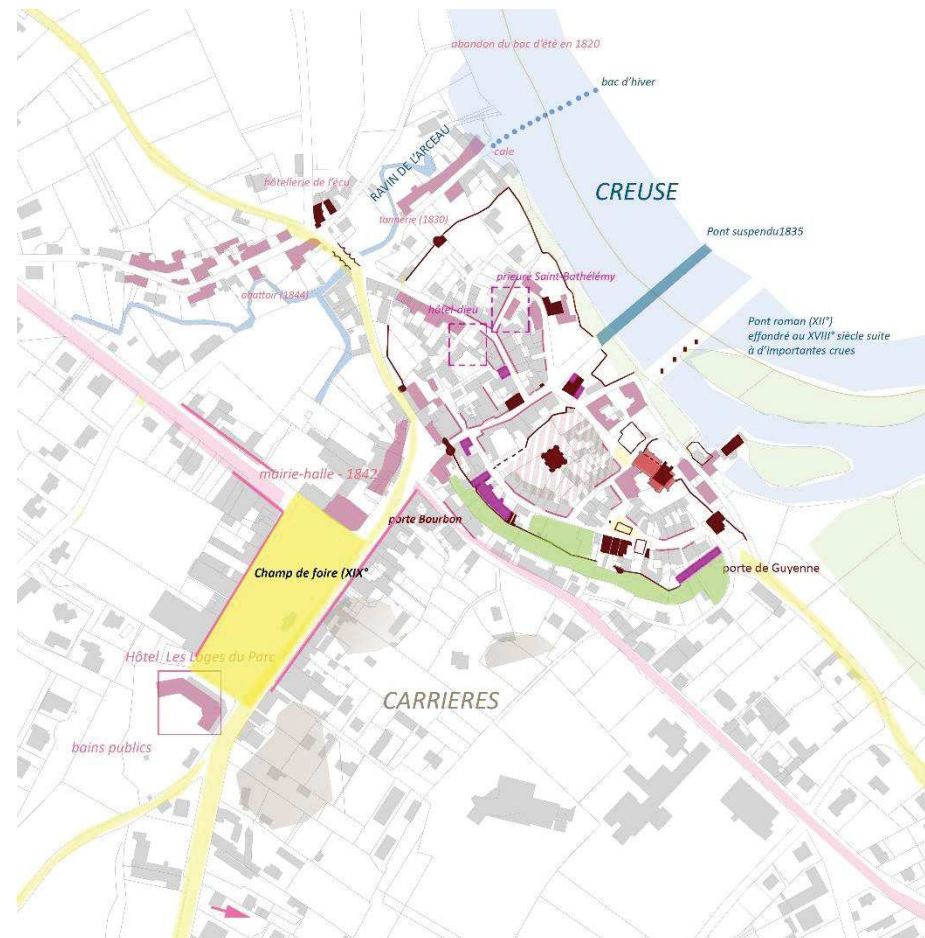 abandon du bac d'été en 1820
bac d'hiver
RAVIN DE L'ARCEAU
cale
hôtellerie de l'écu
CREUSE
tannerie (1830)
Pont suspendu1835
prieure Saint-Bathélémy
abattoir (1844)
hôtel-dieu
Pont roman (XII°)
effondré au XVIII° siècle suite
à d'importantes crues
mairie-halle - 1842
porte Bourbon
porte de Guyenne
Champ de foire (XIX°
Hôtel Les Loges du Parc
CARRIERES
bains publics